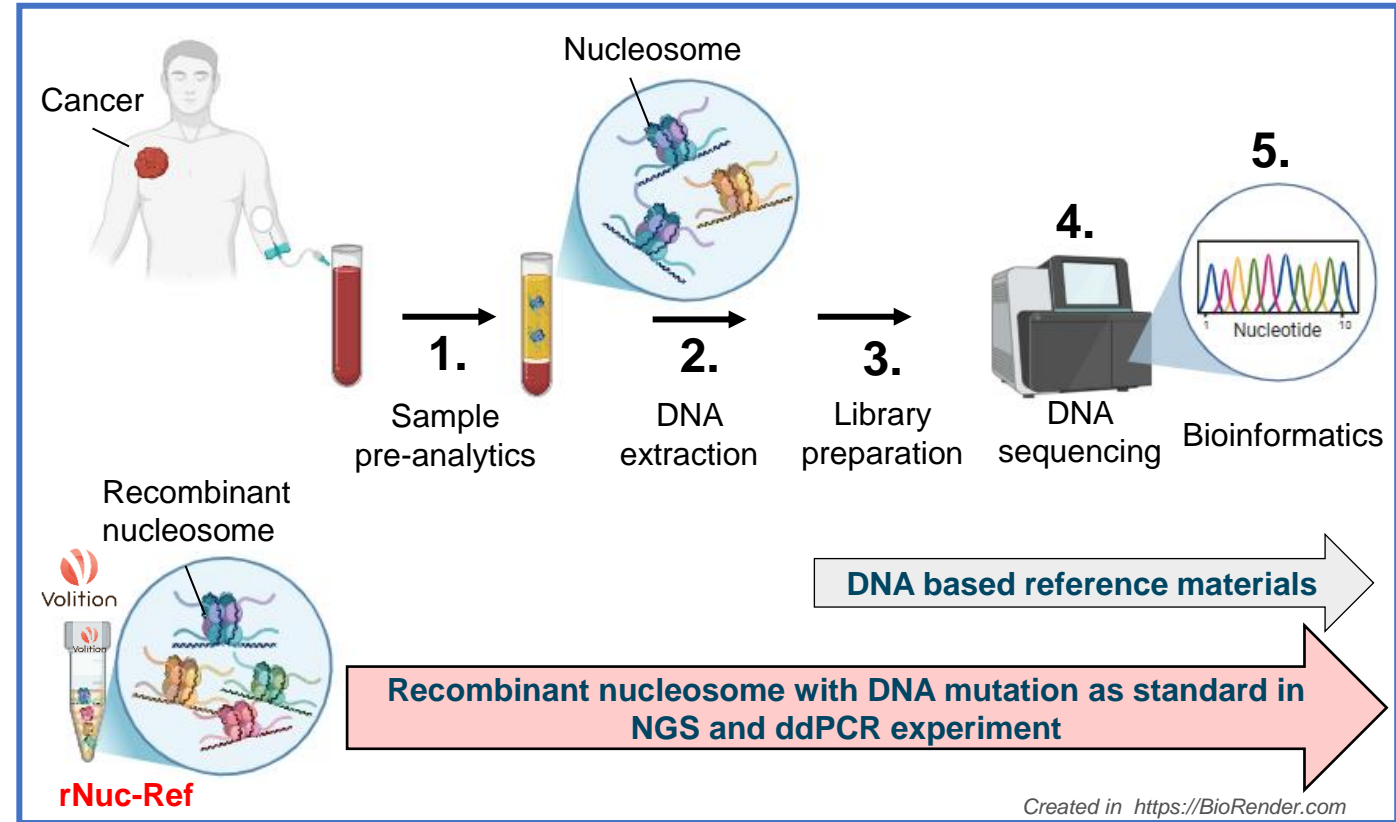 Nucleosome
Cancer
5.
4.
1
Nucleotide
10
1.
2.
3.
Sample
pre-analytics
DNA
extraction
Library
preparation
DNA
sequencing
Bioinformatics
Recombinant
nucleosome
Volition
Volition
DNA based reference materials
Recombinant nucleosome with DNA mutation as standard in
NGS and ddPCR experiment
rNuc-Ref
Created in https://BioRender.com